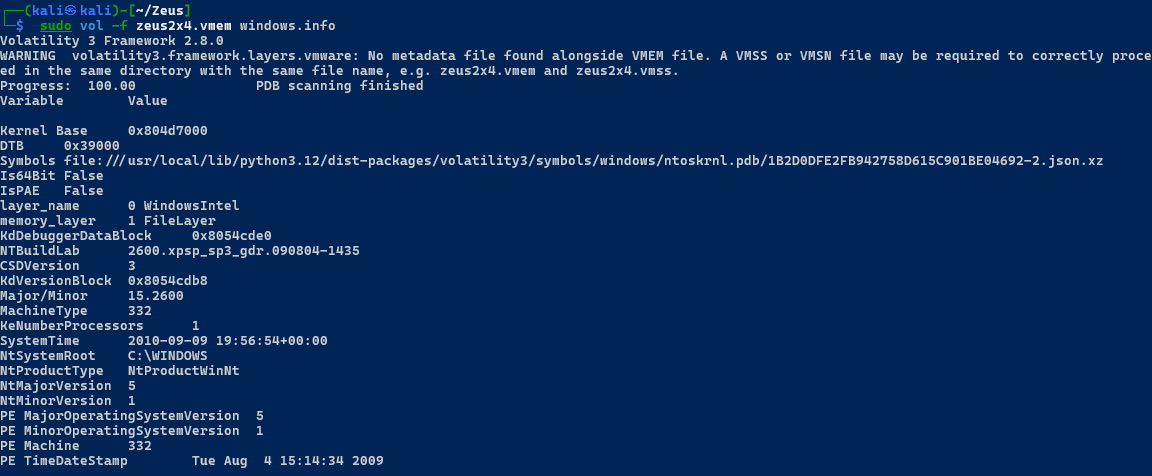 ┌──(kali㉿kali)-[~/Zeus]
└─$ sudo vol -f zeus2x4.vmem windows.info
Volatility 3 Framework 2.8.0
WARNING  volatility3.framework.layers.vmware: No metadata file found alongside VMEM file. A VMSS or VMSN file may be required to correctly proce
ed in the same directory with the same file name, e.g. zeus2x4.vmem and zeus2x4.vmss.
Progress:  100.00               PDB scanning finished
Variable        Value

Kernel Base     0x804d7000
DTB     0x39000
Symbols file:///usr/local/lib/python3.12/dist-packages/volatility3/symbols/windows/ntoskrnl.pdb/1B2D0DFE2FB942758D615C901BE04692-2.json.xz
Is64Bit False
IsPAE   False
layer_name      0 WindowsIntel
memory_layer    1 FileLayer
KdDebuggerDataBlock     0x8054cde0
NTBuildLab      2600.xpsp_sp3_gdr.090804-1435
CSDVersion      3
KdVersionBlock  0x8054cdb8
Major/Minor     15.2600
MachineType     332
KeNumberProcessors      1
SystemTime      2010-09-09 19:56:54+00:00
NtSystemRoot    C:\WINDOWS
NtProductType   NtProductWinNt
NtMajorVersion  5
NtMinorVersion  1
PE MajorOperatingSystemVersion  5
PE MinorOperatingSystemVersion  1
PE Machine      332
PE TimeDateStamp        Tue Aug  4 15:14:34 2009